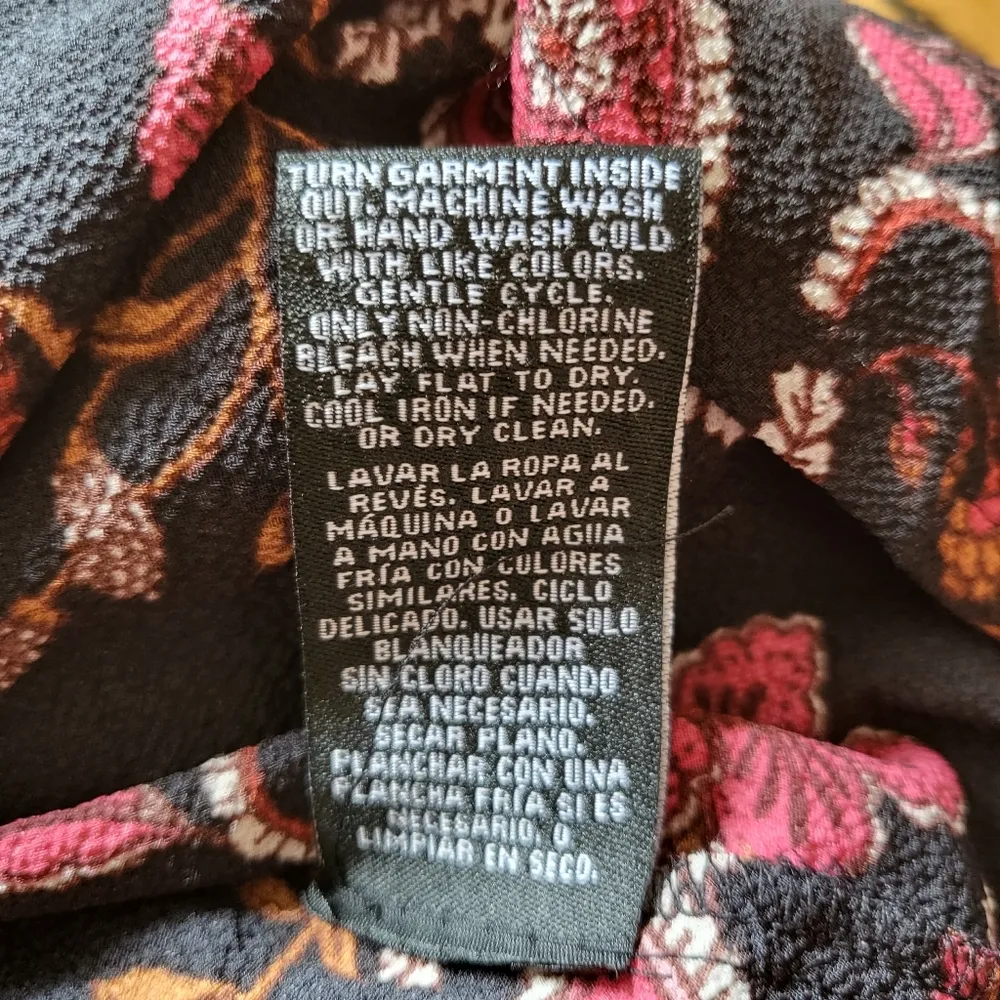 TURN GARMENT INSIDE
OUT. MACHINE WASH
OR HAND WASH COLD
WITH LIKE COLORS.
GENTLE CYCLE.
ONLY NON-CHLORINE
BLEACH WHEN NEEDED.
LAY FLAT TO DRY.
COOL IRON IF NEEDED.
OR DRY CLEAN.
LAVAR LA ROPA AL
REVÉS. LAVAR A
MÁQUINA O LAVAR
A MANO CON AGUA
FRÍA CON COLORES
SIMILARES. CICLO
DELICADO. USAR SOLO
BLANQUEADOR
SIN CLORO CUANDO
SEA NECESARIO.
SECAR PLANO.
PLANCHAR CON UNA
PLANCHA FRÍA SI ES
NECESARIO. O
LIMPIAR EN SECO.